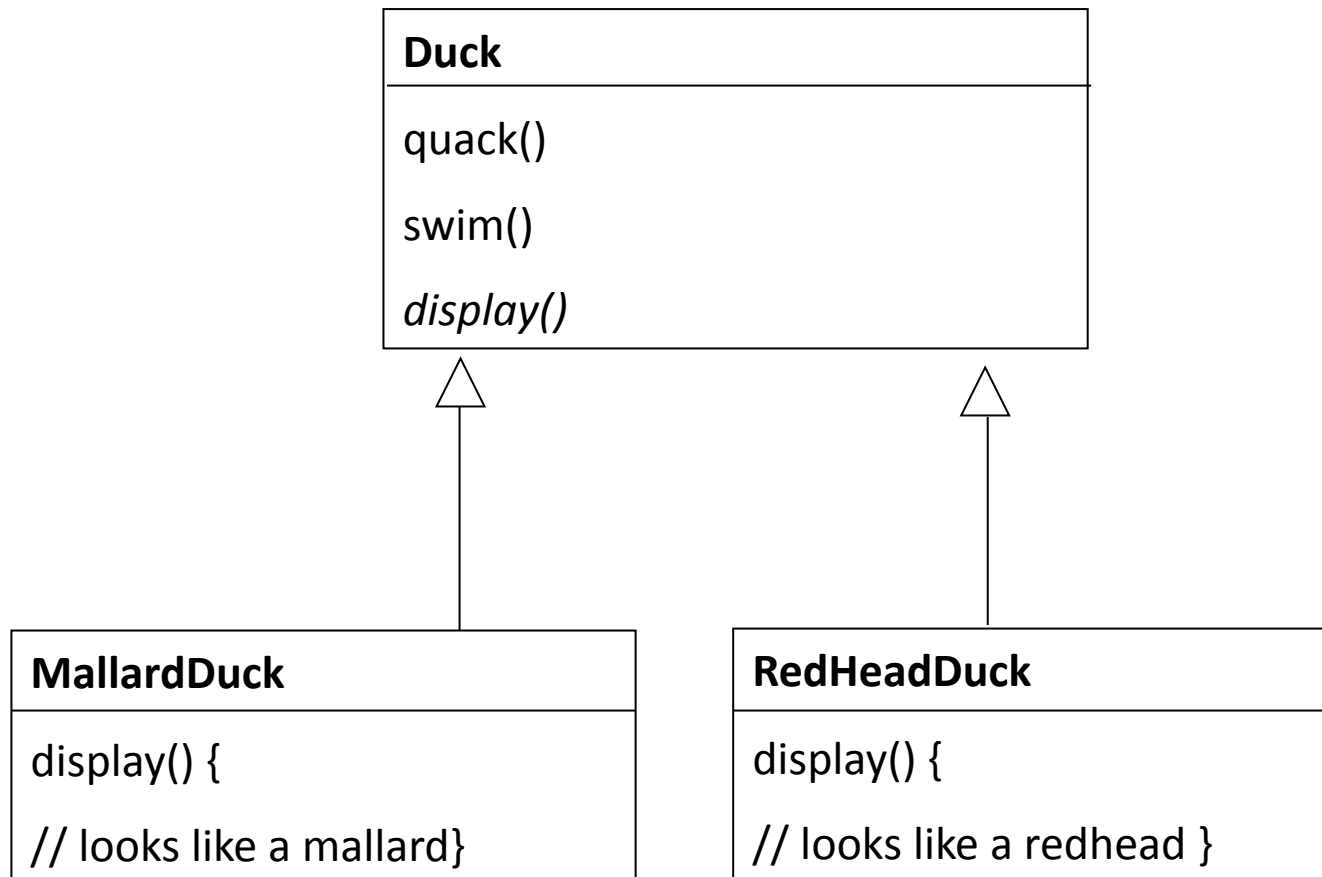 Duck
quack()
swim()
display()
MallardDuck
display() {
// looks like a mallard}
RedHeadDuck
display() {
// looks like a redhead }